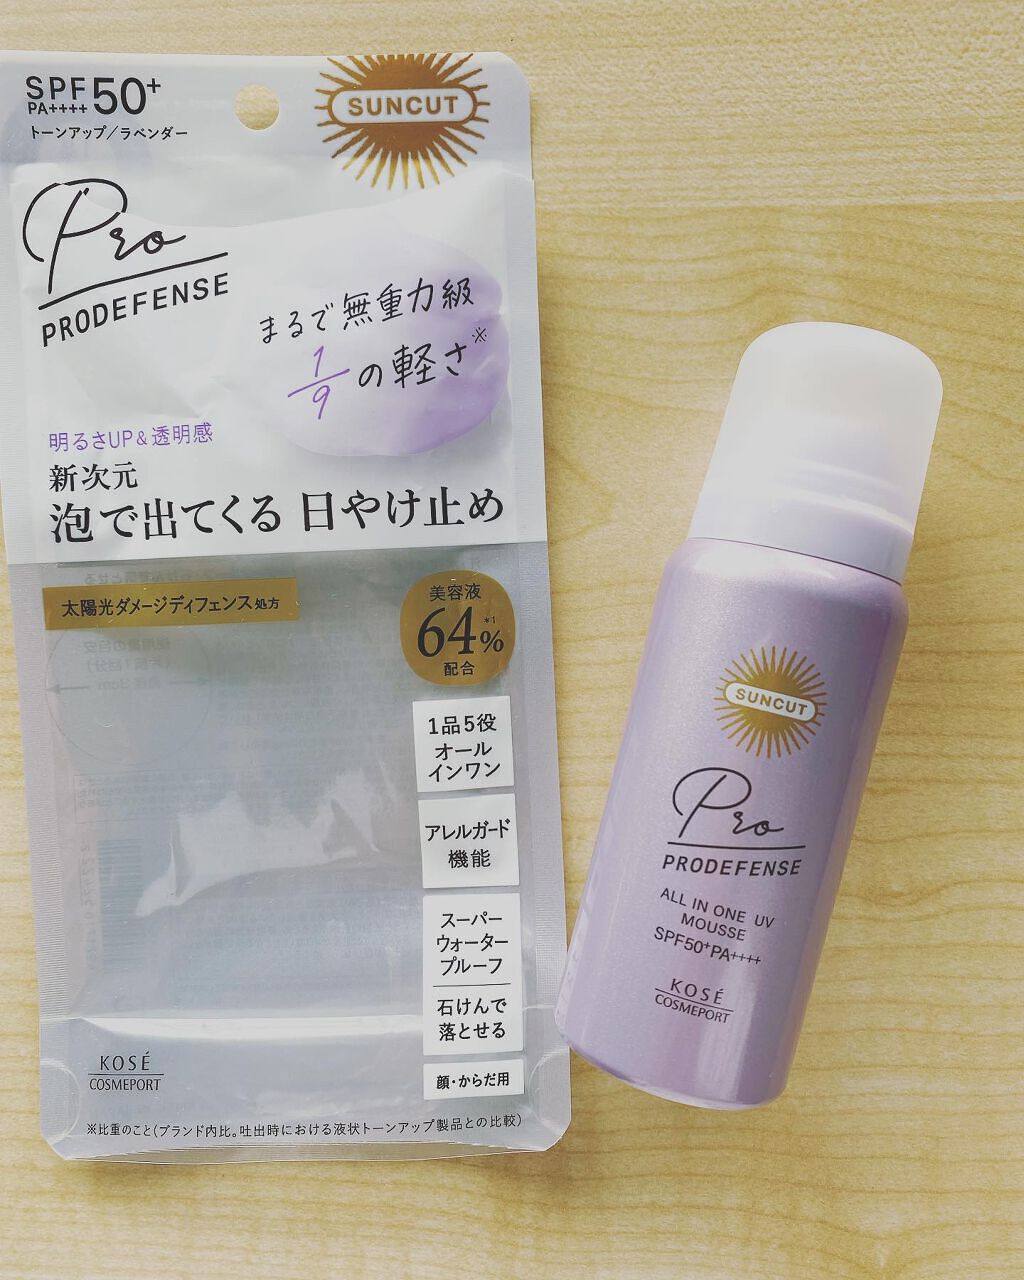 SPF50+
PA++++
トーンアップ/ラベンダー
SUNCUT
Pro
PRODEFENSE
まるで無重力級
1/9の軽さ※
明るさUP&透明感
新次元
泡で出てくる 日やけ止め
太陽光ダメージディフェンス処方
美容液
64%*1
配合
1品5役
オール
インワン
アレルガード
機能
スーパー
ウォーター
プルーフ
石けんで
落とせる
顔・からだ用
KOSÉ
COSMEPORT
※比重のこと(ブランド内比。吐出時における液状トーンアップ製品との比較)
SUNCUT
Pro
PRODEFENSE
ALL IN ONE UV
MOUSSE
SPF50+PA++++
KOSÉ
COSMEPORT